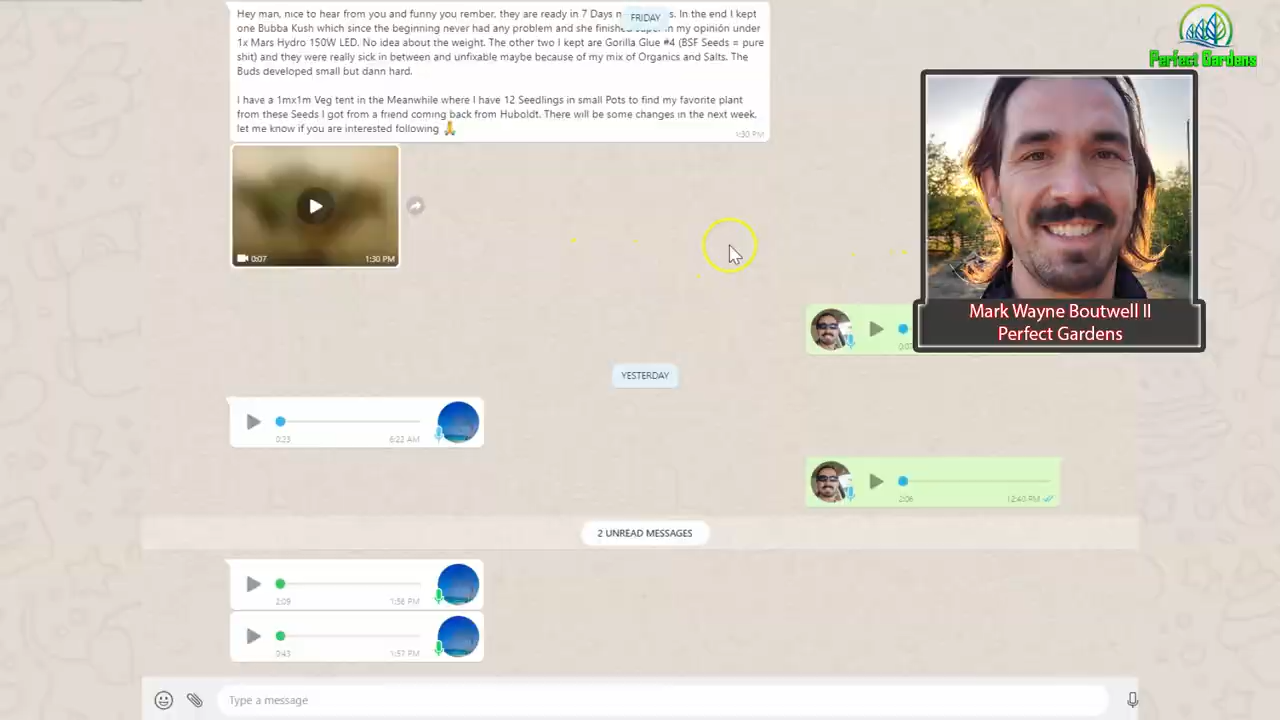 Hey man, nice to hear from you and funny you rember, they are ready in 7 Days
FRIDAY
one Bubba Kush which since the beginning never had any problem and she finished super in my opinión under
1x Mars Hydro 150W LED. No idea about the weight. The other two I kept are Gorilla Glue #4 (BSF Seeds = pure
shit) and they were really sick in between and unfixable maybe because of my mix of Organics and Salts. The
Buds developed small but dann hard.
I have a 1mx1m Veg tent in the Meanwhile where I have 12 Seedlings in small Pots to find my favorite plant
from these Seeds I got from a friend coming back from Huboldt. There will be some changes in the next week,
let me know if you are interested following
1:30 PM
Perfect Gardens
0:07
1:30 PM
Mark Wayne Boutwell II
Perfect Gardens
YESTERDAY
0:23
6:22 AM
2:06
12:40 PM
2 UNREAD MESSAGES
2:09
1:56 PM
0:43
1:57 PM
Type a message